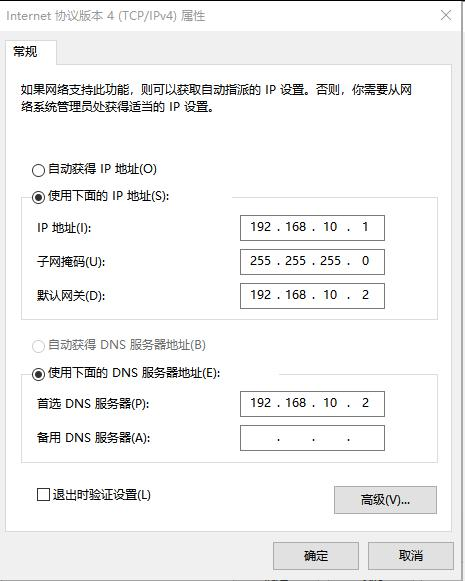 Internet 协议版本 4 (TCP/IPv4) 属性
常规
如果网络支持此功能，则可以获取自动指派的 IP 设置。否则，你需要从网
络系统管理员处获得适当的 IP 设置。
自动获得 IP 地址(O)
使用下面的 IP 地址(S):
IP 地址(I): 192 . 168 . 10 . 1
子网掩码(U): 255 . 255 . 255 . 0
默认网关(D): 192 . 168 . 10 . 2
自动获得 DNS 服务器地址(B)
使用下面的 DNS 服务器地址(E):
首选 DNS 服务器(P): 192 . 168 . 10 . 2
备用 DNS 服务器(A): . . .
退出时验证设置(L)
高级(V)...
确定 取消